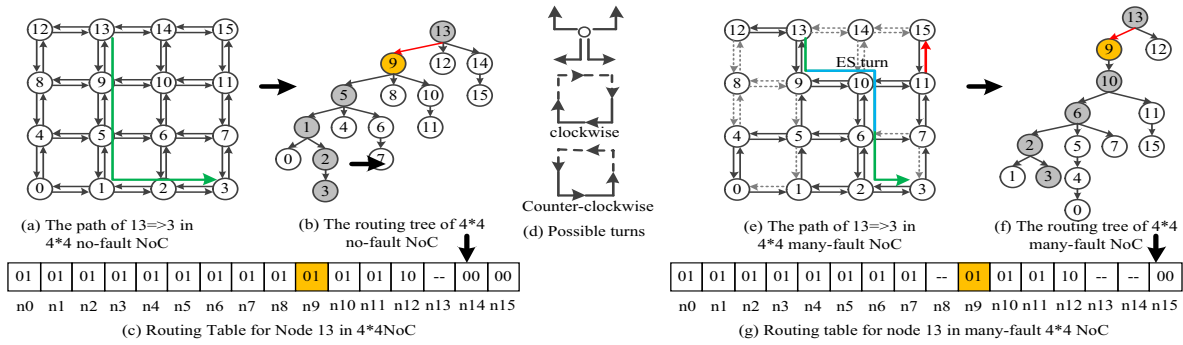 12 13 14 15
8 9 10 11
4 5 6 7
0 1 2 3
(a) The path of 13=>3 in
4*4 no-fault NoC
13
9 12 14
5 8 10 15
1 4 6 11
0 2 7
3
(b) The routing tree of 4*4
no-fault NoC
clockwise
Counter-clockwise
(d) Possible turns
12 13 14 15
ES turn
8 9 10 11
4 5 6 7
0 1 2 3
(e) The path of 13=>3 in
4*4 many-fault NoC
13
9 12
10
6 11
2 5 7 15
1 3 4
0
(f) The routing tree of 4*4
many-fault NoC
01 01 01 01 01 01 01 01 01 01 01 01 10 -- 00 00
n0 n1 n2 n3 n4 n5 n6 n7 n8 n9 n10 n11 n12 n13 n14 n15
(c) Routing Table for Node 13 in 4*4NoC
01 01 01 01 01 01 01 01 -- 01 01 01 10 -- -- 00
n0 n1 n2 n3 n4 n5 n6 n7 n8 n9 n10 n11 n12 n13 n14 n15
(g) Routing table for node 13 in many-fault 4*4 NoC